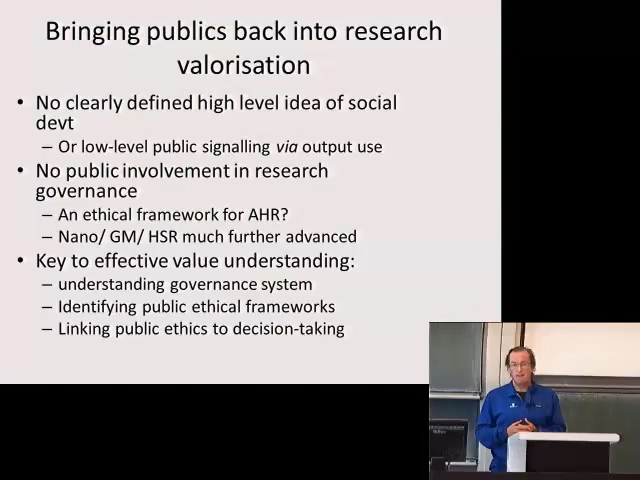 Bringing publics back into research
valorisation
• No clearly defined high level idea of social
devt
– Or low-level public signalling via output use
• No public involvement in research
governance
– An ethical framework for AHR?
– Nano/ GM/ HSR much further advanced
• Key to effective value understanding:
– understanding governance system
– Identifying public ethical frameworks
– Linking public ethics to decision-taking